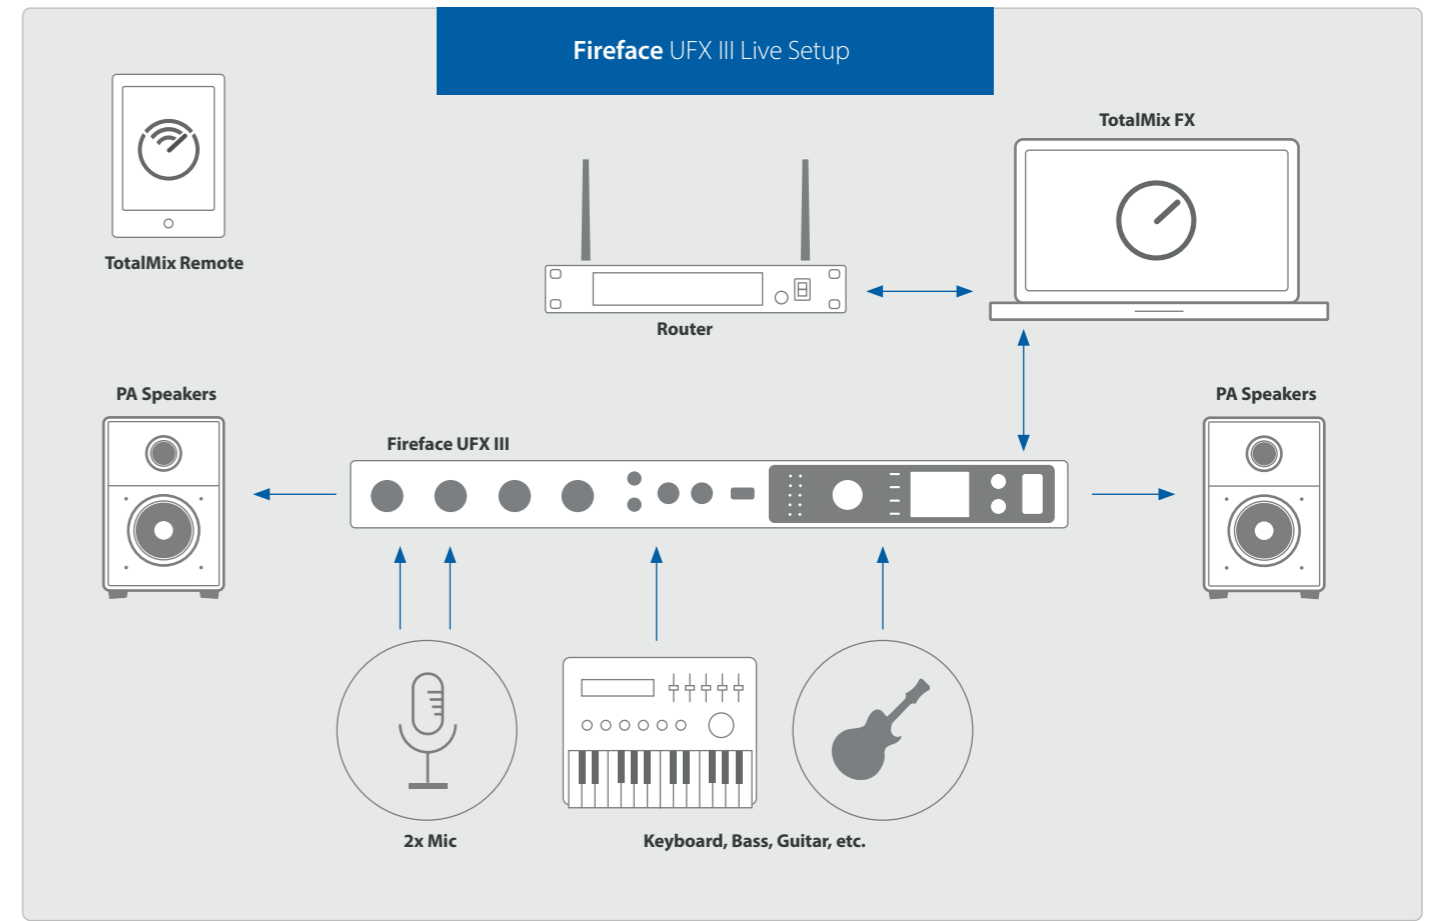 Fireface UFX III Live Setup
TotalMix FX
TotalMix Remote
Router
PA Speakers
PA Speakers
Fireface UFX III
2x Mic
Keyboard, Bass, Guitar, etc.